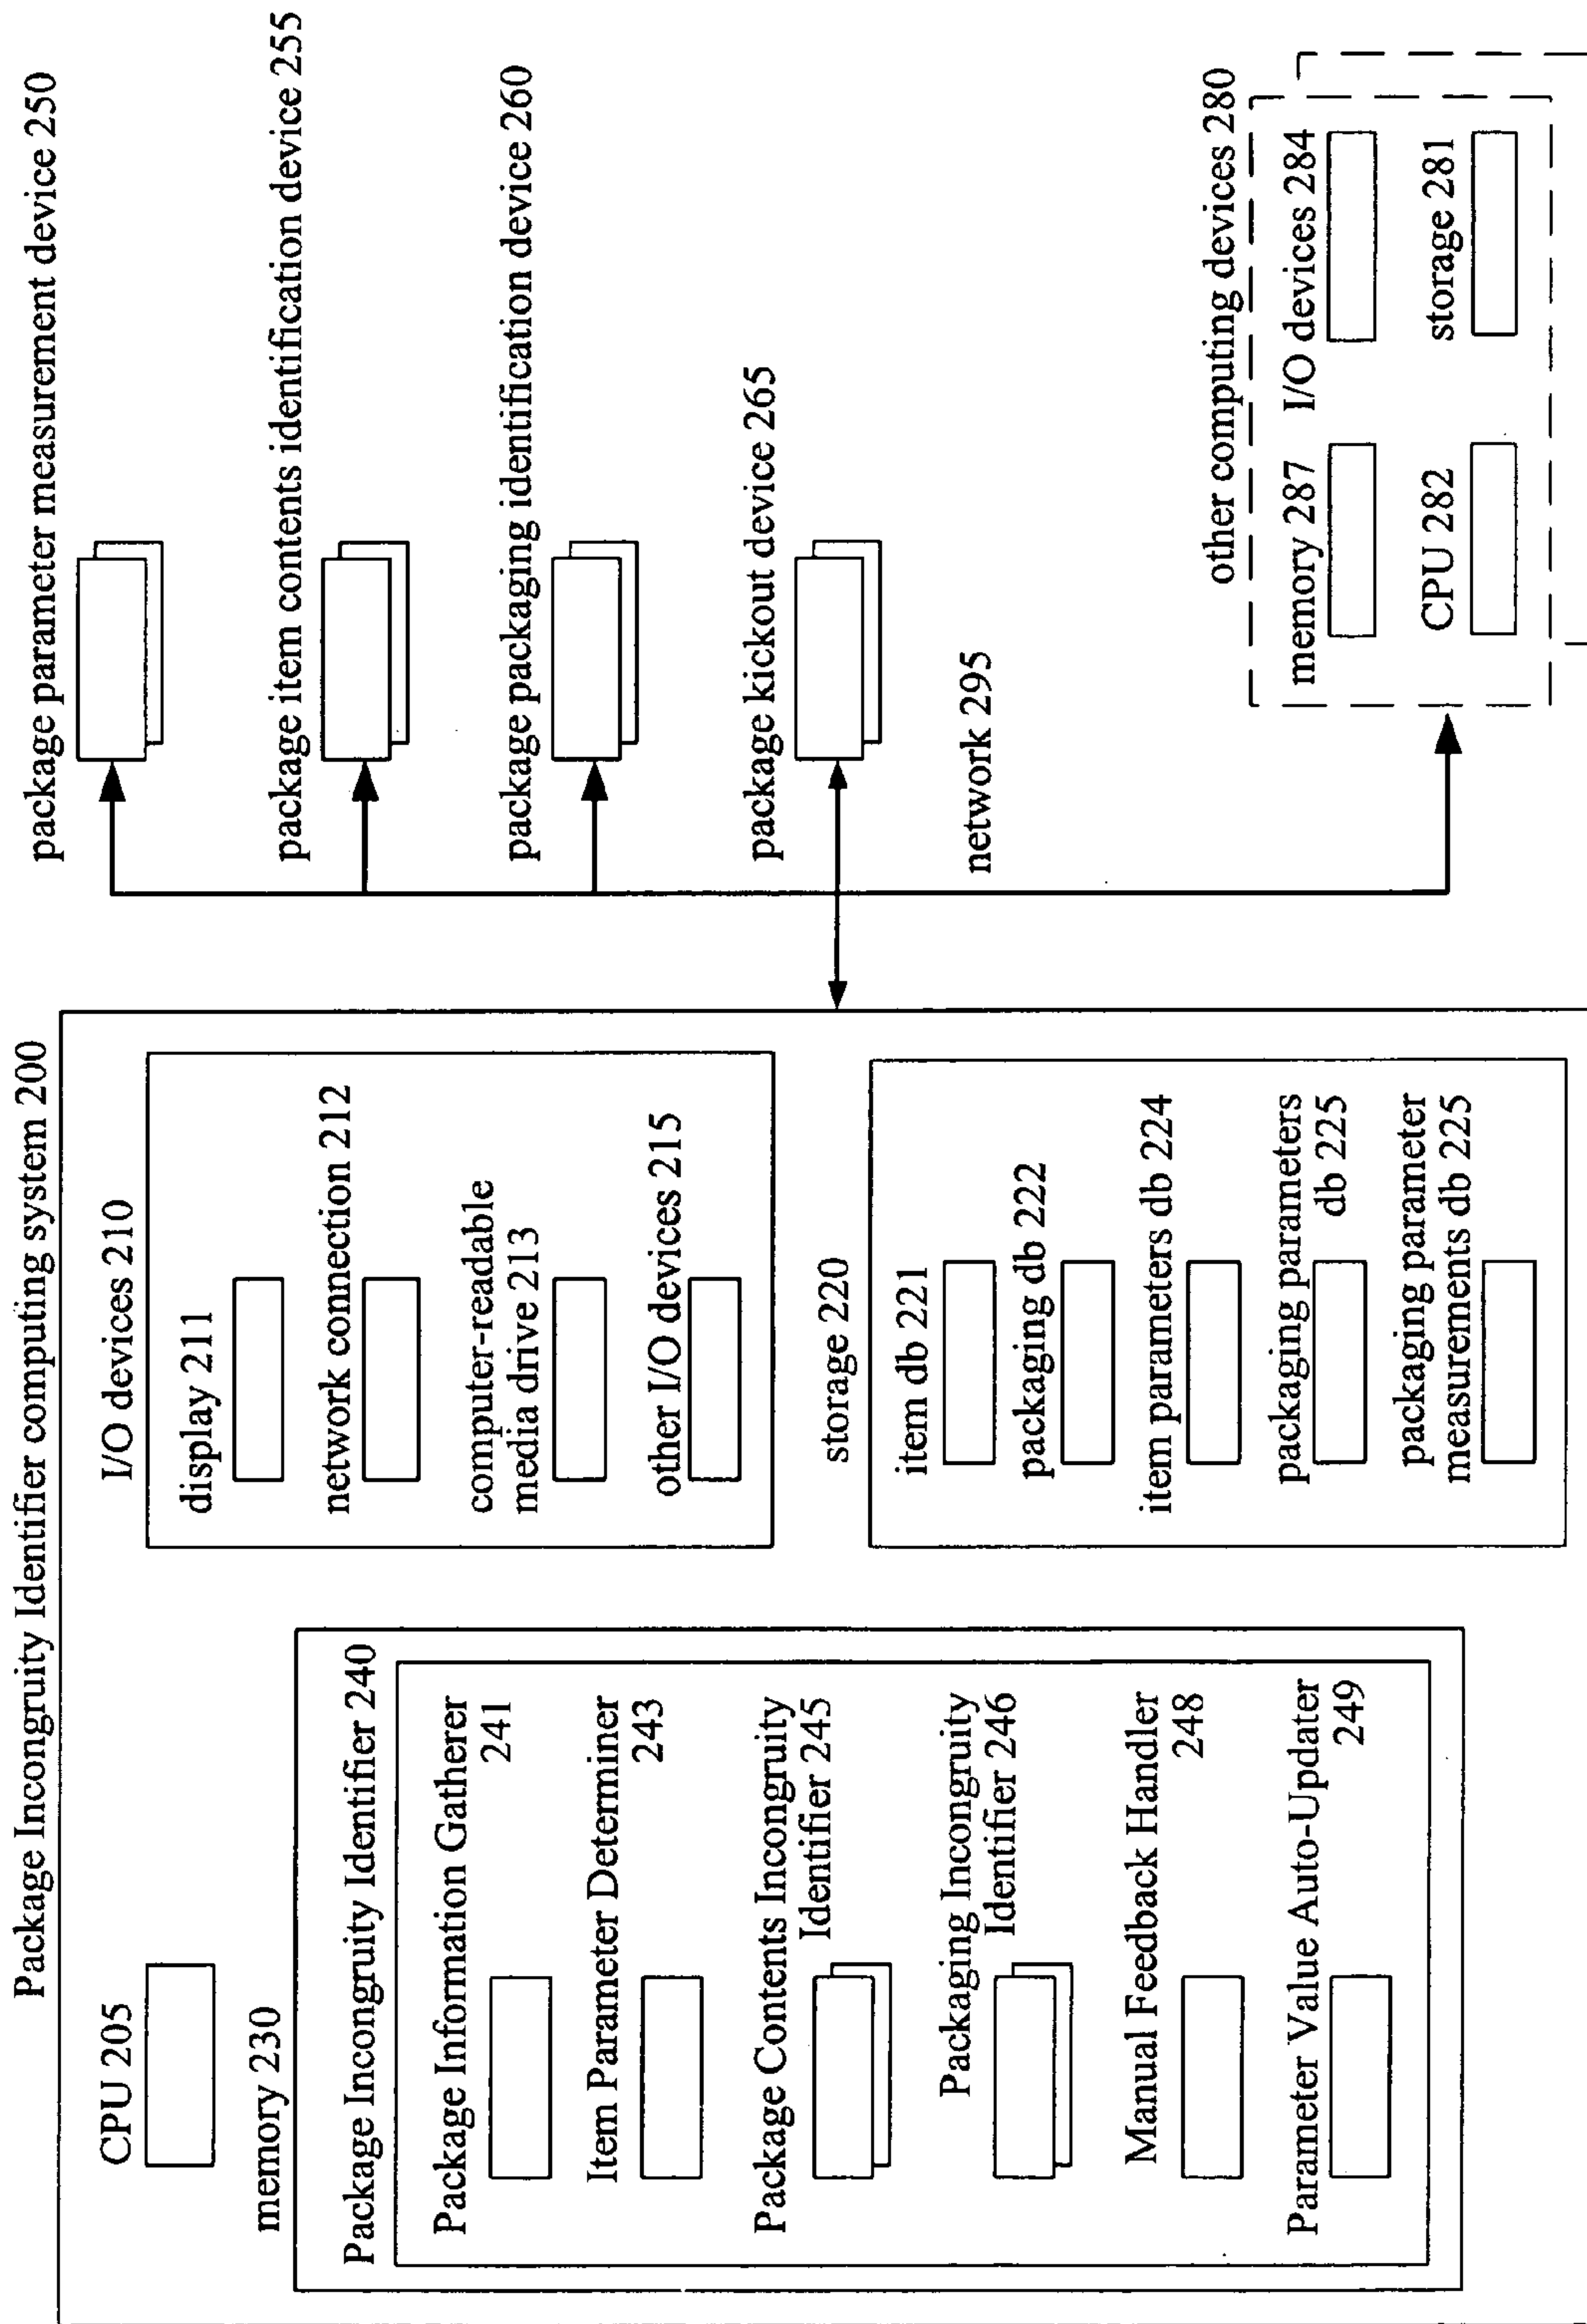 Package Incongruity Identifier computing system 200
CPU 205
memory 230
Package Incongruity Identifier 240
Package Information Gatherer
241
Item Parameter Determiner
243
Package Contents Incongruity
Identifier 245
Packaging Incongruity
Identifier 246
Manual Feedback Handler
248
Parameter Value Auto-Updater
249
I/O devices 210
display 211
network connection 212
computer-readable
media drive 213
other I/O devices 215
storage 220
item db 221
packaging db 222
item parameters db 224
packaging parameters
db 225
packaging parameter
measurements db 225
package parameter measurement device 250
package item contents identification device 255
package packaging identification device 260
package kickout device 265
network 295
other computing devices 280
memory 287
I/O devices 284
CPU 282
storage 281